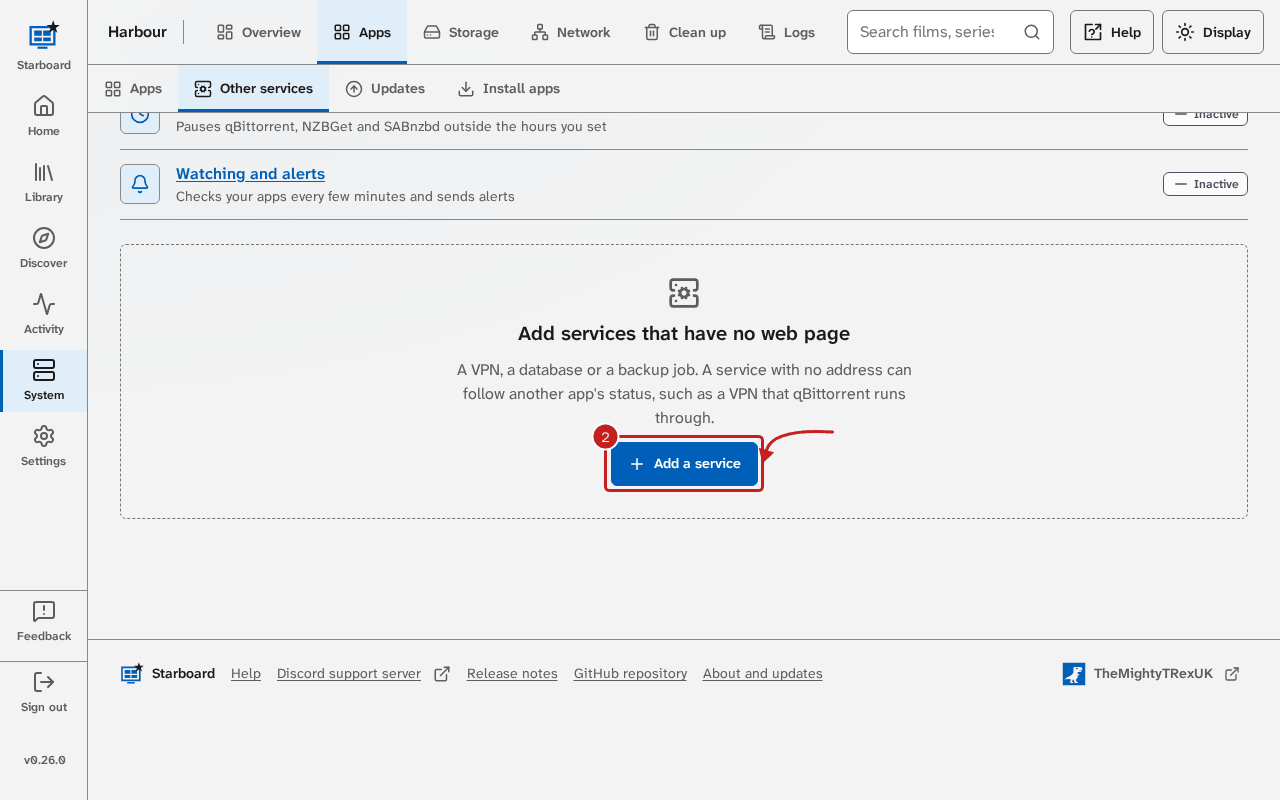 Starboard
Home
Library
Discover
Activity
System
Settings
Feedback
Sign out
v0.26.0
Harbour
Overview
Apps
Storage
Network
Clean up
Logs
Search films, series
Help
Display
Apps
Other services
Updates
Install apps
Pauses qBittorrent, NZBGet and SABnzbd outside the hours you set
Inactive
Watching and alerts
Checks your apps every few minutes and sends alerts
Inactive
Add services that have no web page
A VPN, a database or a backup job. A service with no address can
follow another app's status, such as a VPN that qBittorrent runs
through.
2
Add a service
Starboard
Help
Discord support server
Release notes
GitHub repository
About and updates
TheMightyTRexUK